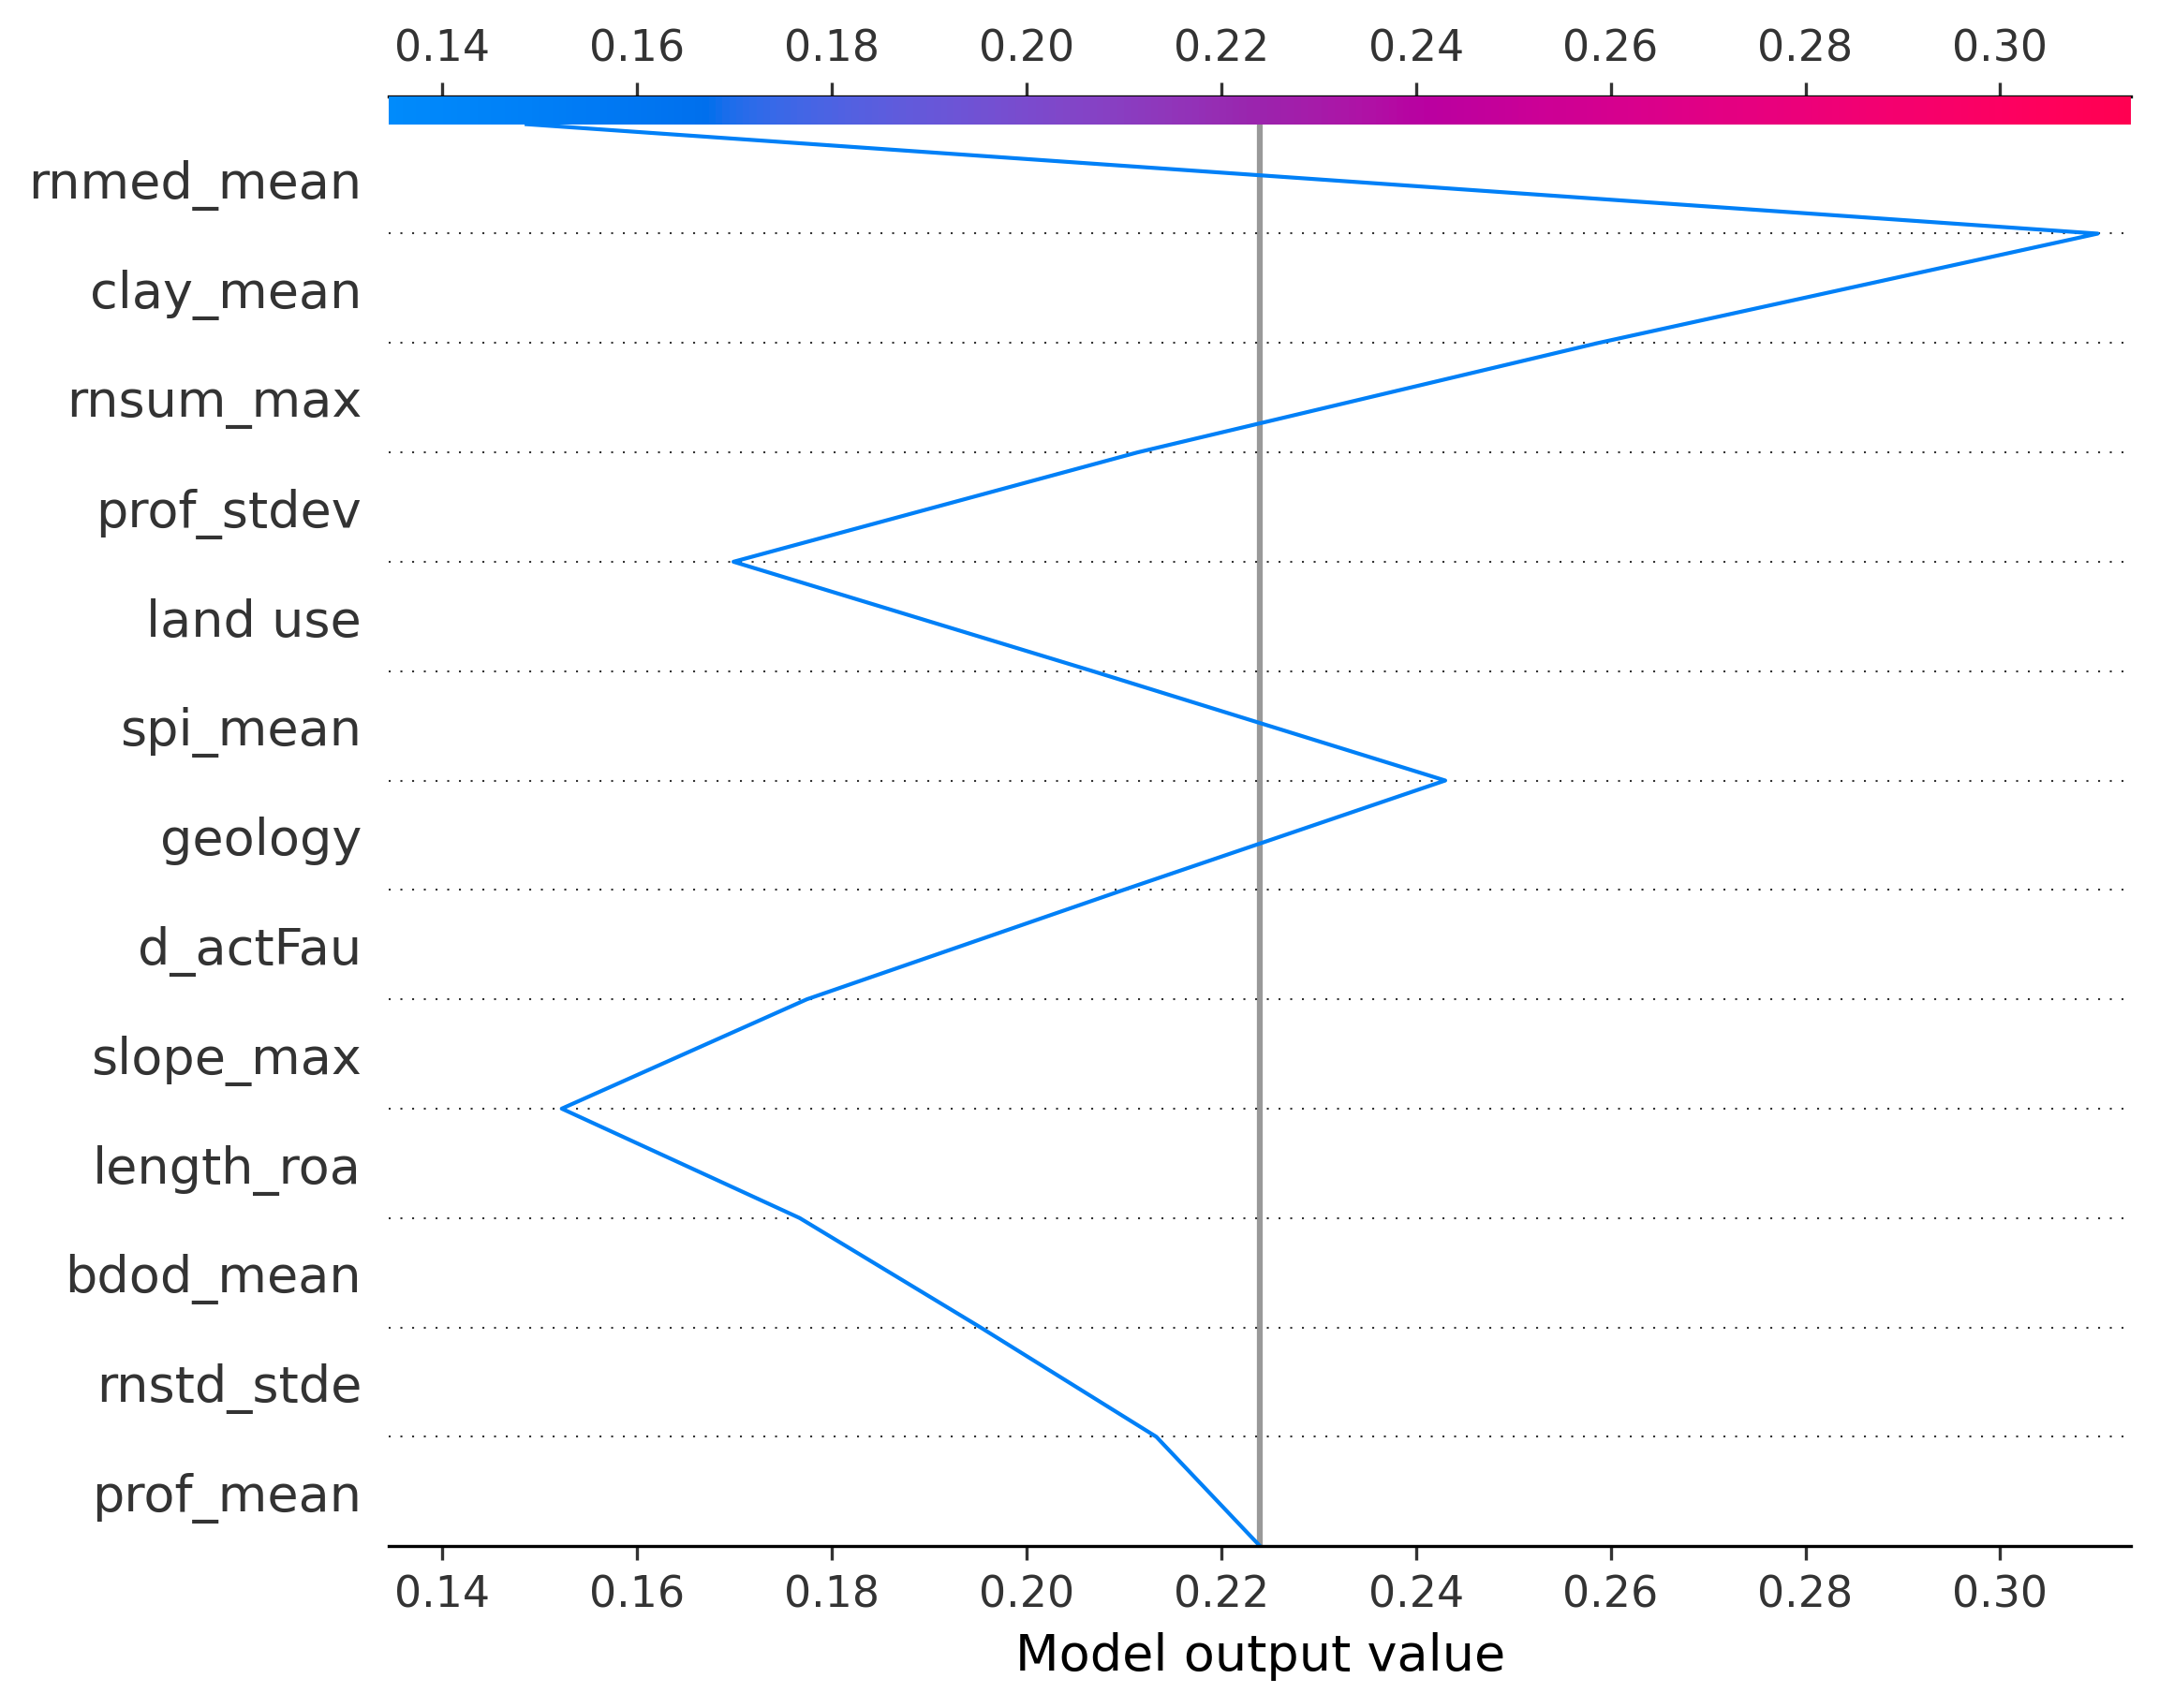 0.14 0.16 0.18 0.20 0.22 0.24 0.26 0.28 0.30
rnmed_mean
clay_mean
rnsum_max
prof_stdev
land use
spi_mean
geology
d_actFau
slope_max
length_roa
bdod_mean
rnstd_stde
prof_mean
0.14 0.16 0.18 0.20 0.22 0.24 0.26 0.28 0.30
Model output value